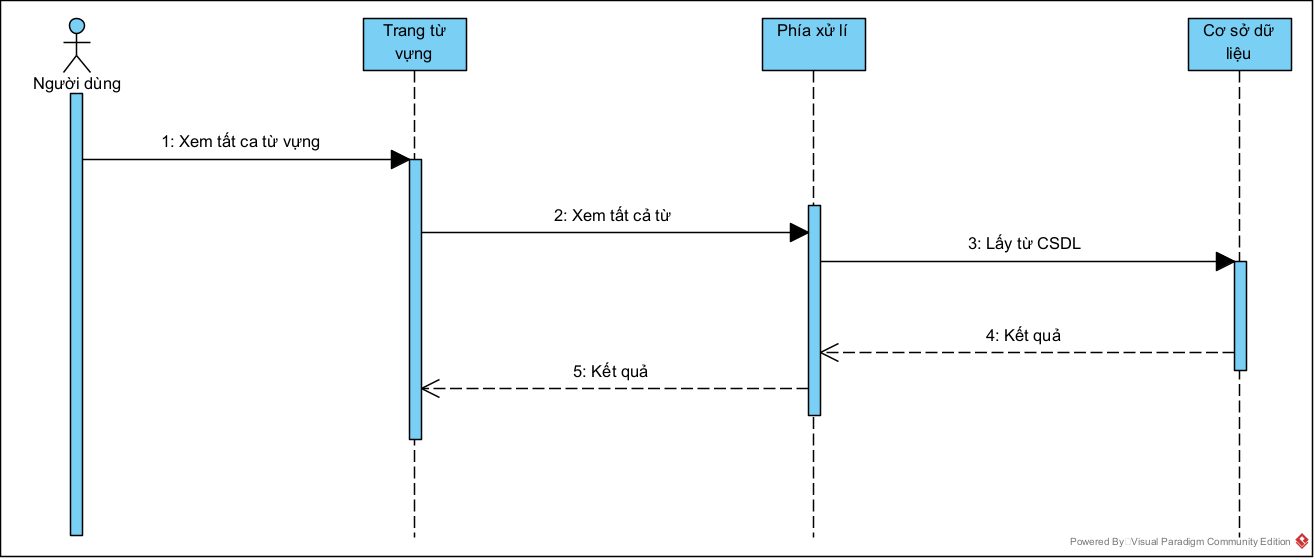 Người dùng
Trang từ
vựng
Phía xử lí
Cơ sở dữ
liệu
1: Xem tất ca từ vựng
2: Xem tất cả từ
3: Lấy từ CSDL
4: Kết quả
5: Kết quả
Powered By Visual Paradigm Community Edition